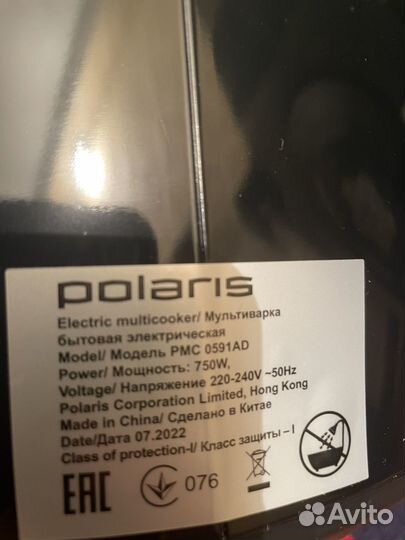 polaris
Electric multicooker/ Мультиварка
бытовая электрическая
Model/ Модель PMC 0591AD
Power/ Мощность: 750W,
Voltage/ Напряжение 220-240V ~50Hz
Polaris Corporation Limited, Hong Kong
Made in China/ Сделано в Китае
Date/Дата 07.2022
Class of protection-I/ Класс защиты – I
EAC 076
Avito